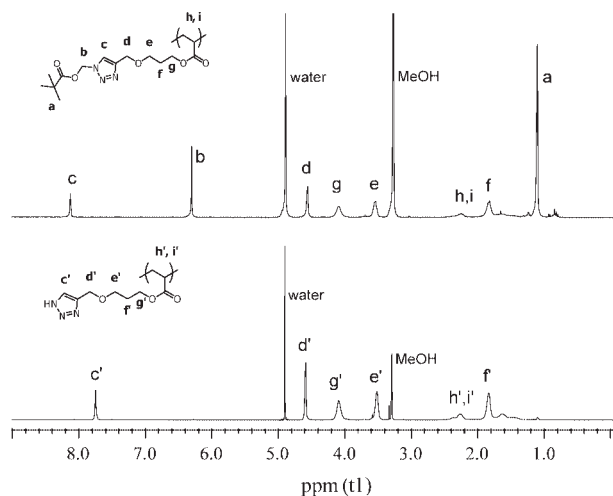 h, i
b c d e f g
O
O
O
O
O
N
N
N
a
water
MeOH
c
b
d
g
e
h,i
f
a
h', i'
c' d' e' f' g'
O
O
O
HN
N
N
water
MeOH
c'
d'
g'
e'
h',i'
f'
8.0 7.0 6.0 5.0 4.0 3.0 2.0 1.0 0
ppm (t1)